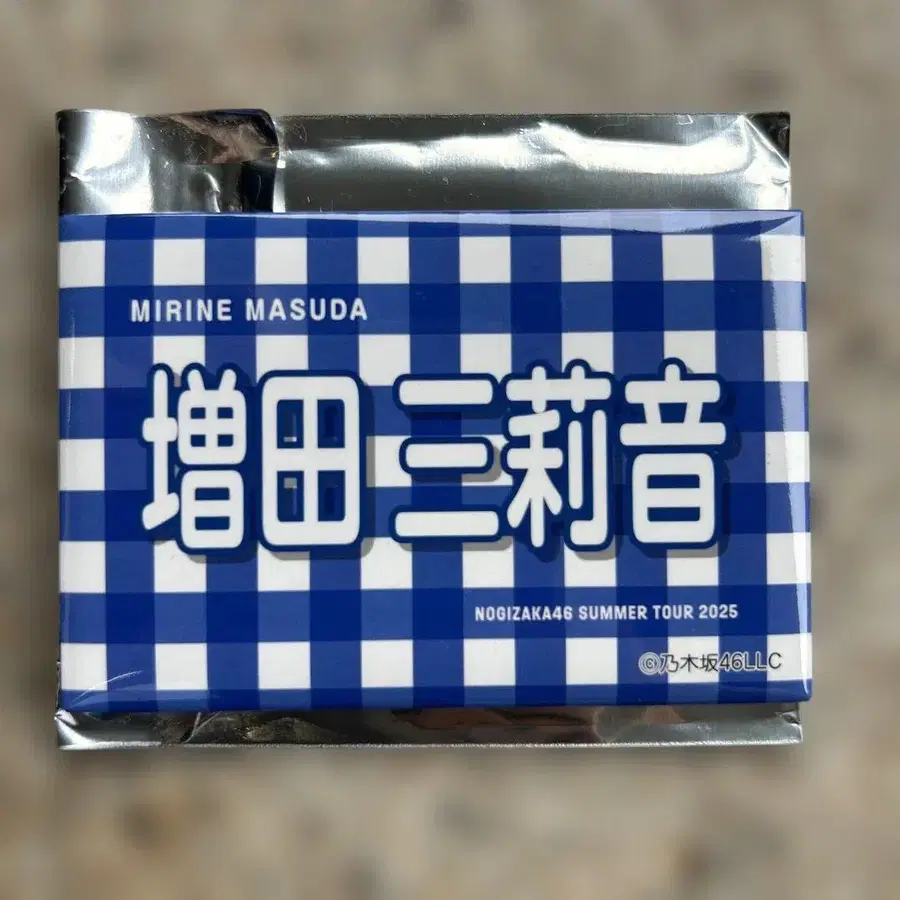 MIRINE MASUDA
増田三莉音
NOGIZAKA46 SUMMER TOUR 2025
©乃木坂46LLC